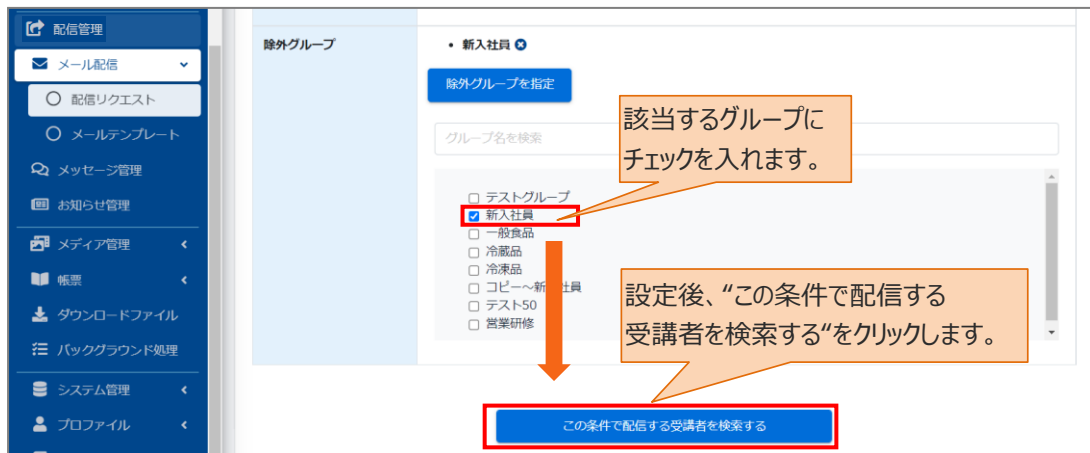 配信管理
メール配信
配信リクエスト
メールテンプレート
メッセージ管理
お知らせ管理
メディア管理
帳票
ダウンロードファイル
バックグラウンド処理
システム管理
プロファイル
除外グループ
• 新入社員
除外グループを指定
グループ名を検索
テストグループ
新入社員
一般食品
冷蔵品
冷凍品
コピー～新
社員
テスト50
営業研修
該当するグループに
チェックを入れます。
設定後、“この条件で配信する
受講者を検索する“をクリックします。
この条件で配信する受講者を検索する